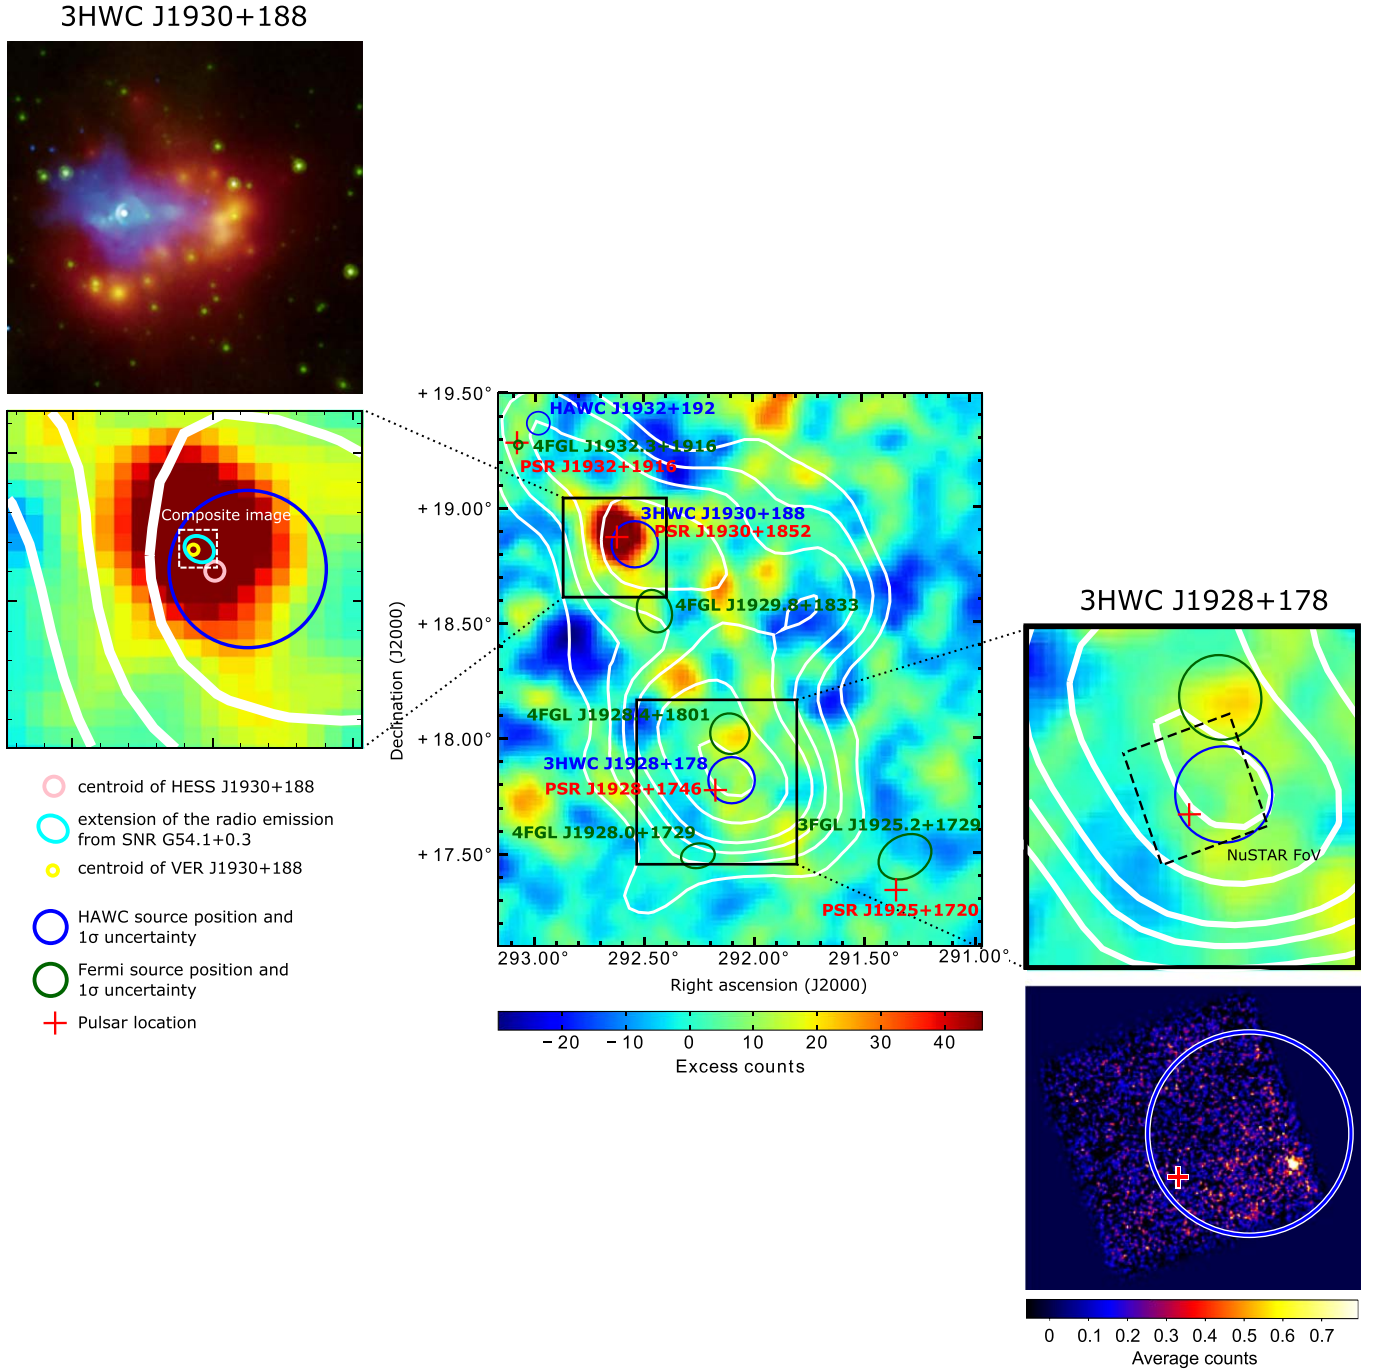 3HWC J1930+188
Composite image
centroid of HESS J1930+188
extension of the radio emission
from SNR G54.1+0.3
centroid of VER J1930+188
HAWC source position and
1σ uncertainty
Fermi source position and
1σ uncertainty
Pulsar location
+19.50°
+19.00°
+18.50°
+18.00°
+17.50°
Declination (J2000)
HAWC J1932+192
4FGL J1932.3+1916
PSR J1932+1916
3HWC J1930+188
PSR J1930+1852
4FGL J1929.8+1833
4FGL J1928.4+1801
3HWC J1928+178
PSR J1928+1746
4FGL J1928.0+1729
3FGL J1925.2+1729
PSR J1925+1720
293.00° 292.50° 292.00° 291.50° 291.00°
Right ascension (J2000)
−20 −10 0 10 20 30 40
Excess counts
3HWC J1928+178
NuSTAR FoV
0 0.1 0.2 0.3 0.4 0.5 0.6 0.7
Average counts